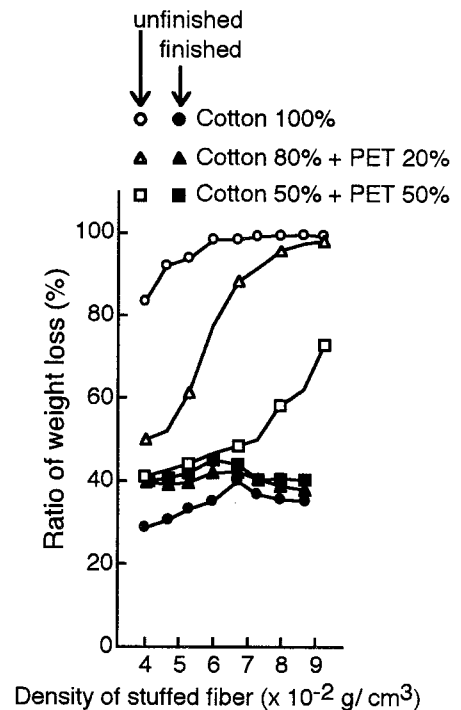 unfinished
finished
Cotton 100%
Cotton 80% + PET 20%
Cotton 50% + PET 50%
Ratio of weight loss (%)
100
80
60
40
20
0
4 5 6 7 8 9
Density of stuffed fiber (x 10-2 g/ cm3)